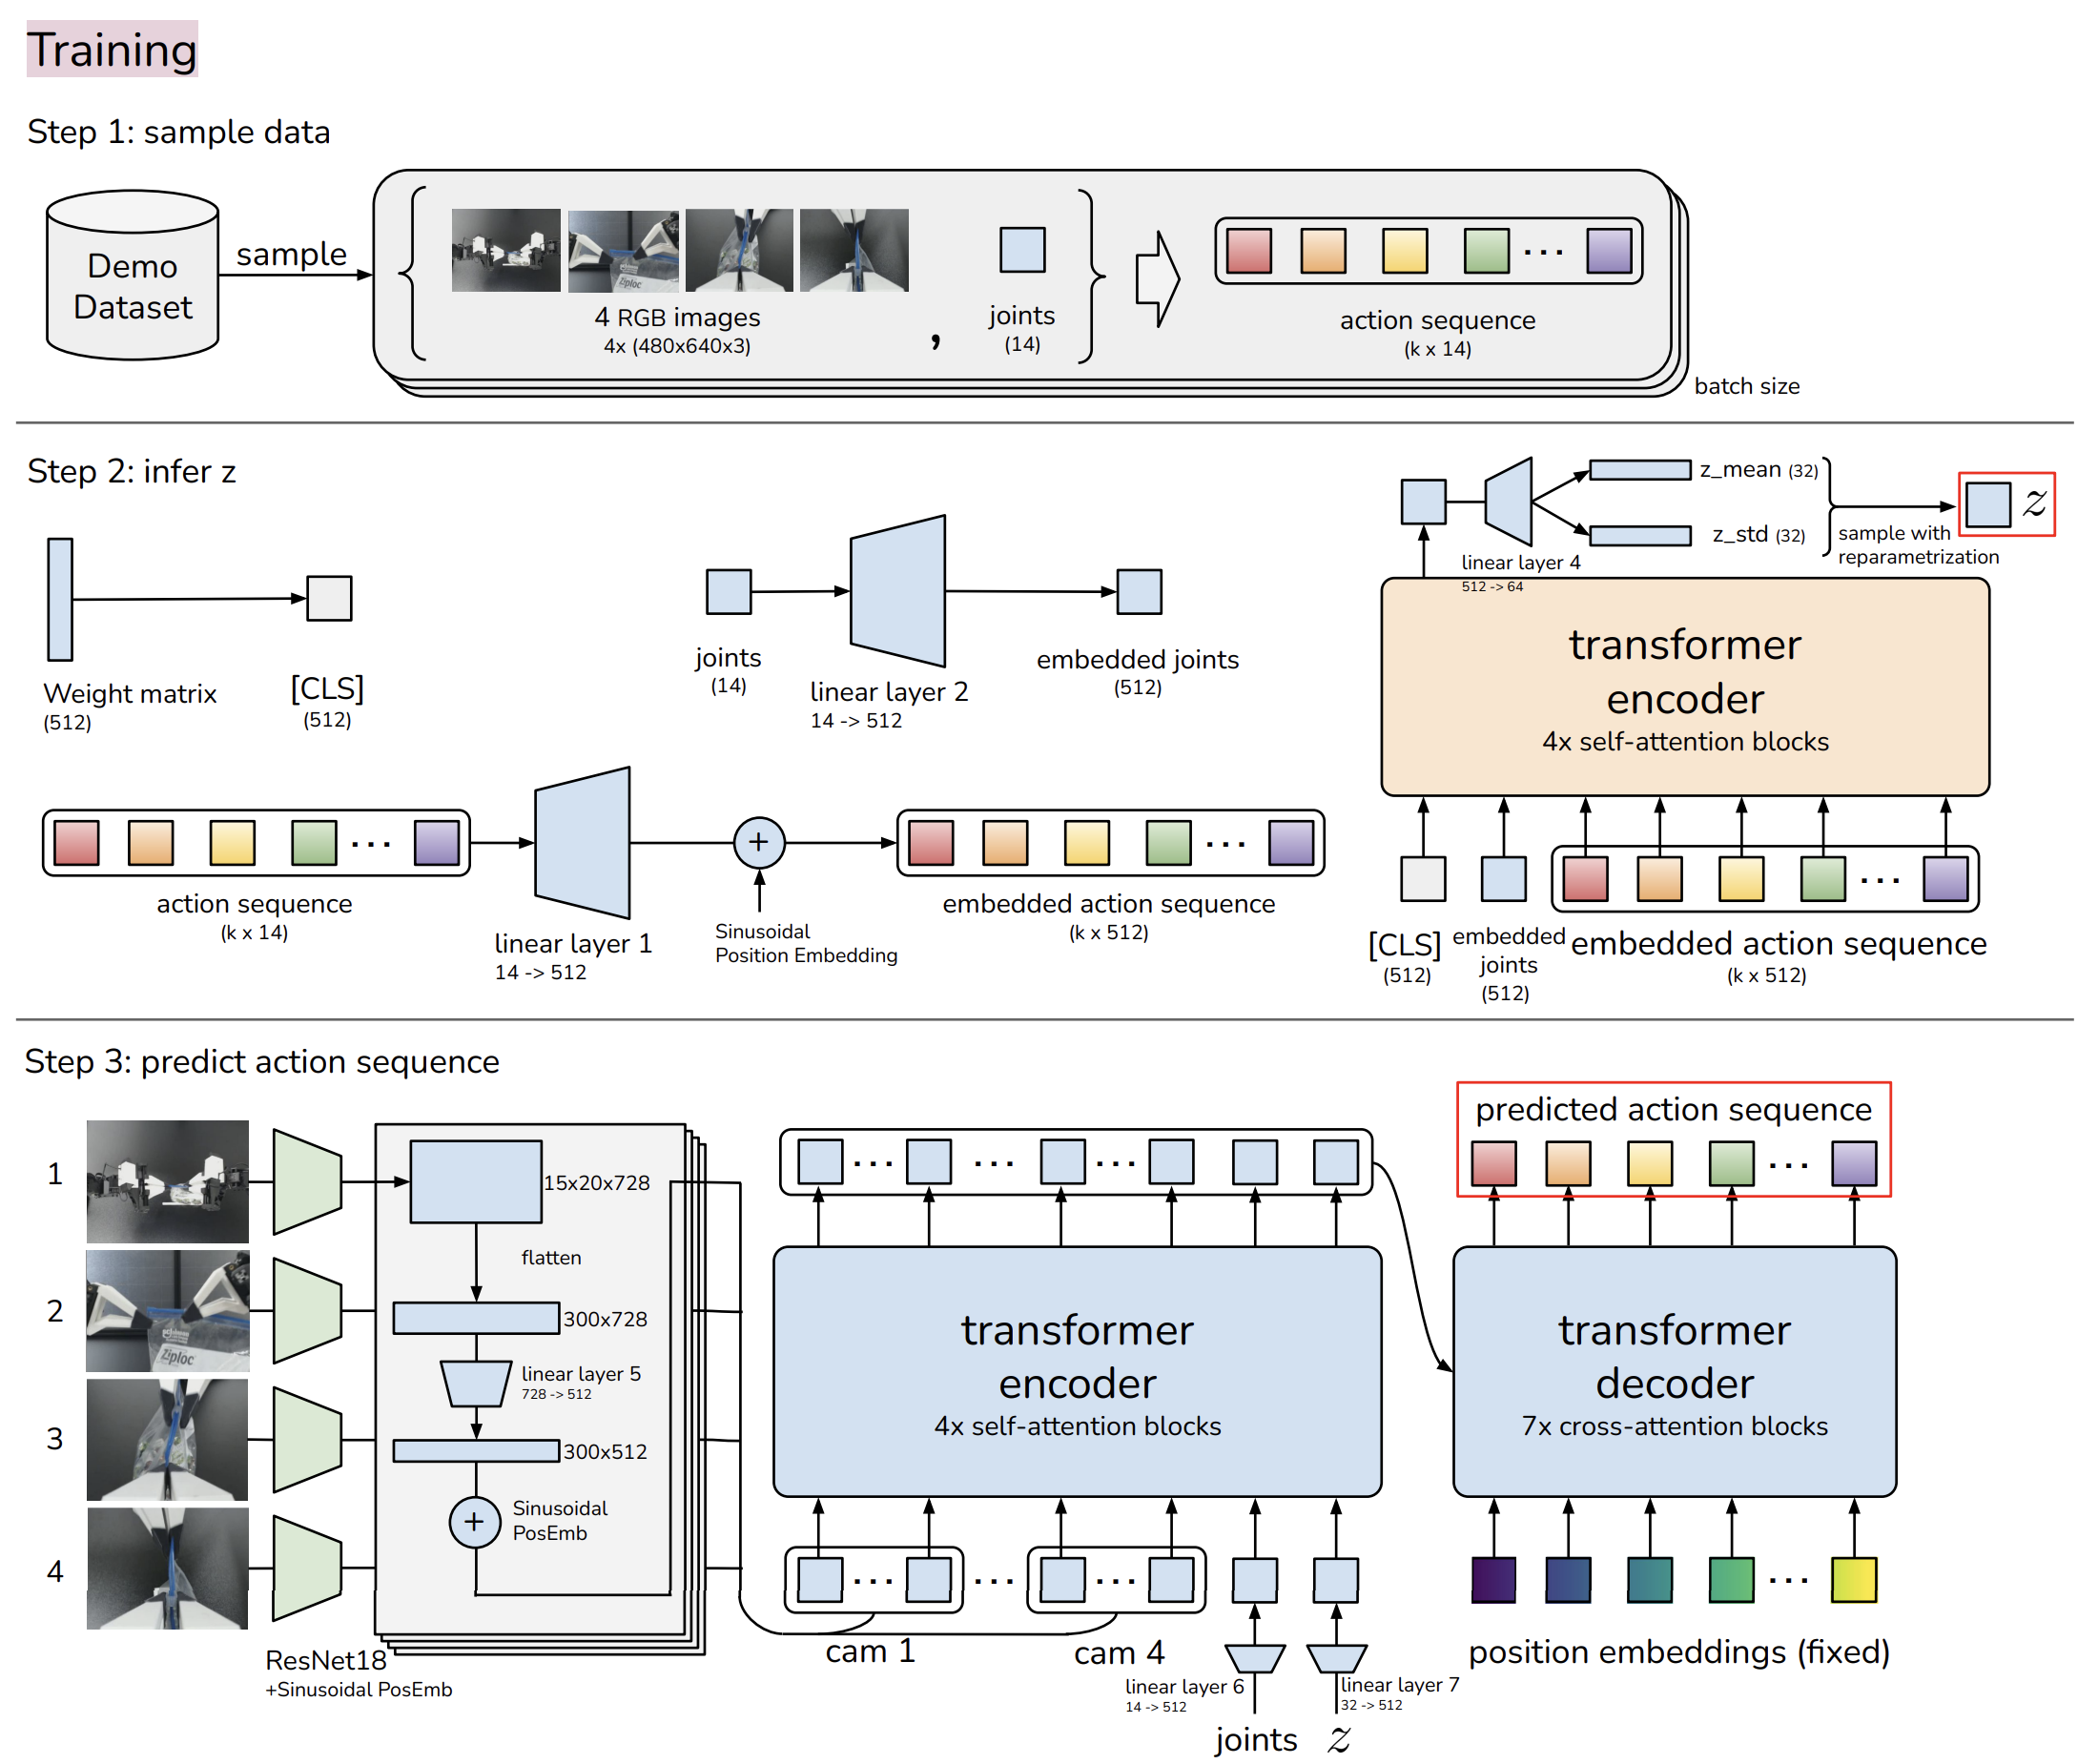 Training
Step 1: sample data
Demo
Dataset
sample
4 RGB images
4x (480x640x3)
,
joints
(14)
action sequence
(k x 14)
batch size
Step 2: infer z
Weight matrix
(512)
[CLS]
(512)
joints
(14)
linear layer 2
14 -> 512
embedded joints
(512)
action sequence
(k x 14)
linear layer 1
14 -> 512
+
Sinusoidal
Position Embedding
embedded action sequence
(k x 512)
z_mean (32)
z_std (32)
sample with
reparametrization
z
linear layer 4
512 -> 64
transformer
encoder
4x self-attention blocks
[CLS]
(512)
embedded
joints
(512)
embedded action sequence
(k x 512)
Step 3: predict action sequence
1
2
3
4
Ziploc
ResNet18
+Sinusoidal PosEmb
15x20x728
flatten
300x728
linear layer 5
728 -> 512
300x512
+
Sinusoidal
PosEmb
transformer
encoder
4x self-attention blocks
cam 1
cam 4
linear layer 6
14 -> 512
joints
linear layer 7
32 -> 512
z
predicted action sequence
transformer
decoder
7x cross-attention blocks
position embeddings (fixed)